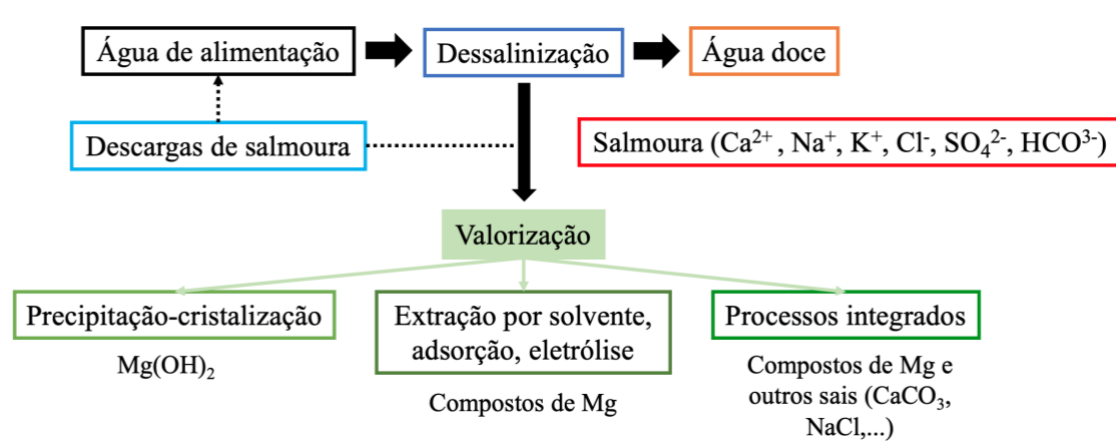 Água de alimentação
Dessalinização
Água doce
Descargas de salmoura
Salmoura (Ca²⁺ , Na⁺, K⁺, Cl⁻, SO₄²⁻, HCO³⁻)
Valorização
Precipitação-cristalização
Mg(OH)₂
Extração por solvente,
adsorção, eletrólise
Compostos de Mg
Processos integrados
Compostos de Mg e
outros sais (CaCO₃,
NaCl,...)